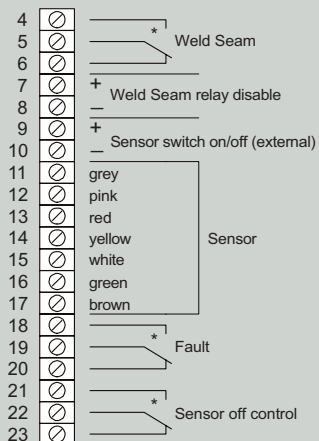 4
5 * Weld Seam
6
7 +
Weld Seam relay disable
8 –
9 +
Sensor switch on/off (external)
10 –
11 grey
12 pink
13 red
14 yellow Sensor
15 white
16 green
17 brown
18
19 * Fault
20
21
22 * Sensor off control
23